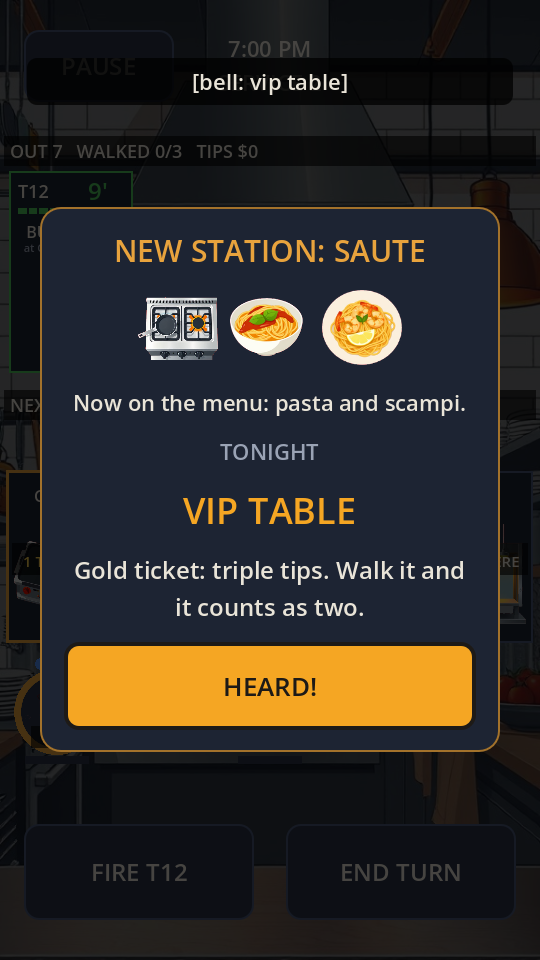 PAUSE
7:00 PM
[bell: vip table]
OUT 7 WALKED 0/3 TIPS $0
T12 9'
NEW STATION: SAUTE
Now on the menu: pasta and scampi.
TONIGHT
VIP TABLE
Gold ticket: triple tips. Walk it and
it counts as two.
HEARD!
FIRE T12
END TURN